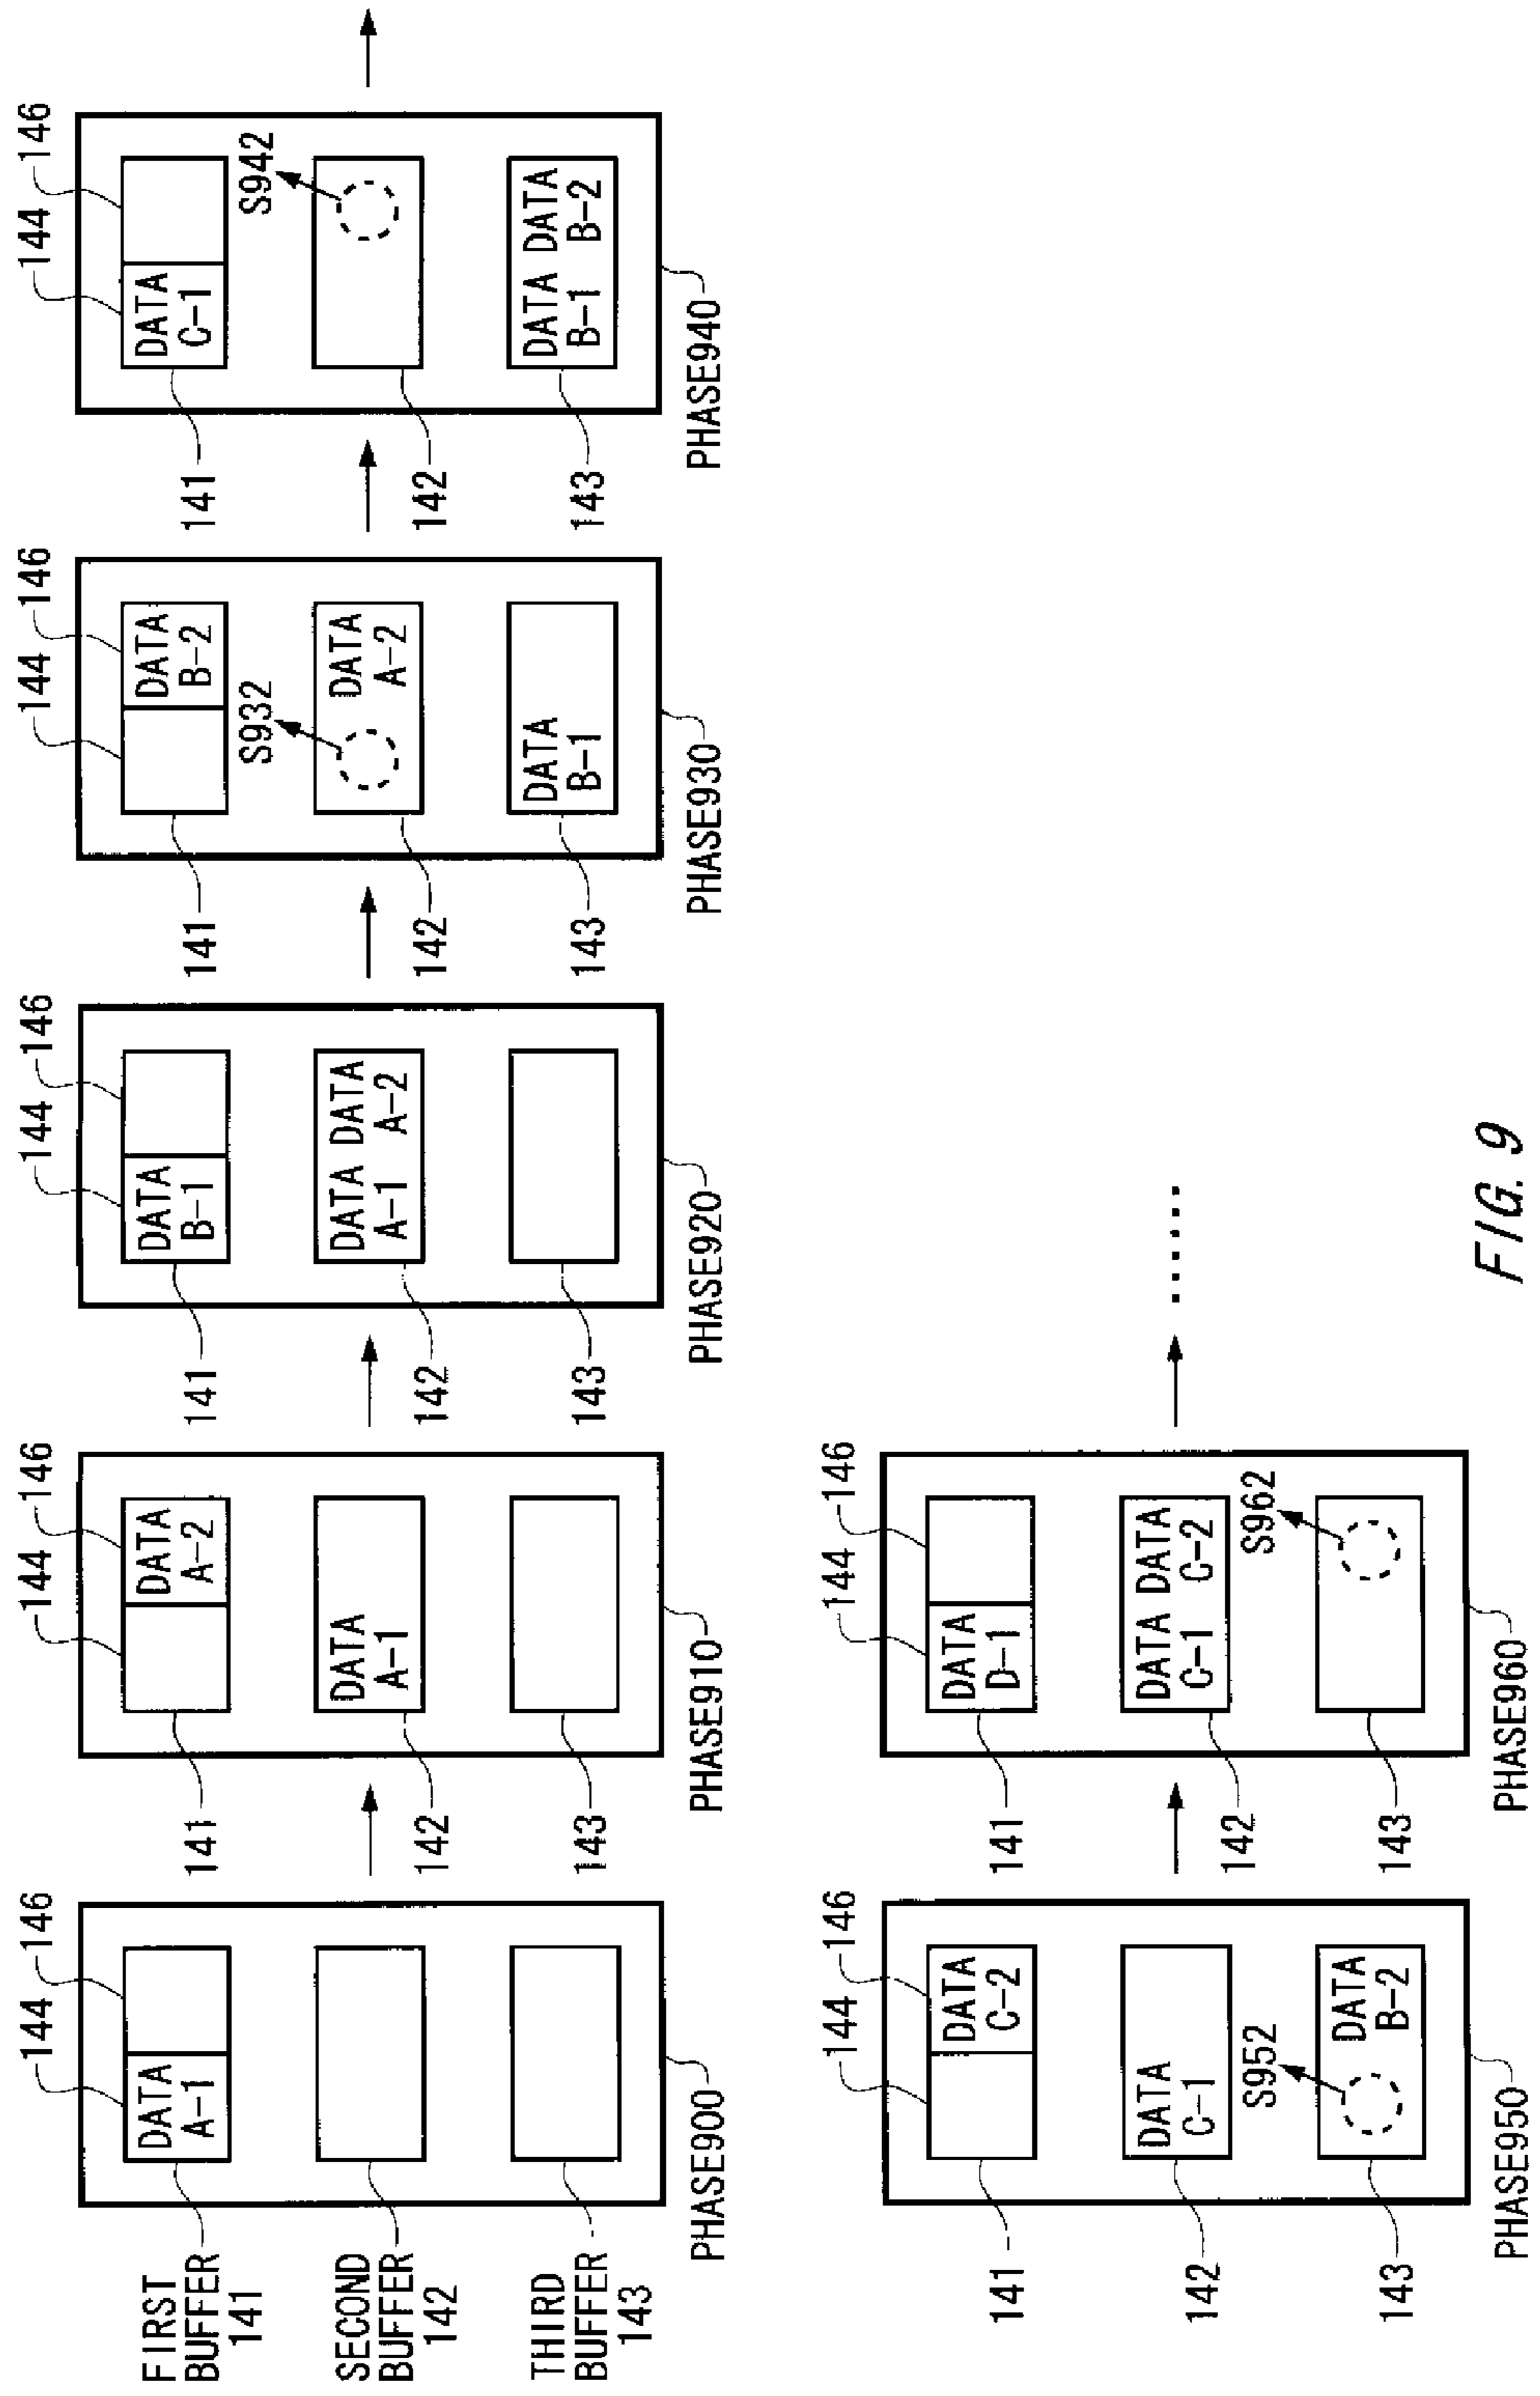 FIRST
BUFFER
141
SECOND
BUFFER
142
THIRD
BUFFER
143
144
146
DATA
A-1
PHASE900
144
146
DATA
A-2
141
DATA
A-1
142
143
PHASE910
144
146
DATA
B-1
141
DATA DATA
A-1 A-2
142
143
PHASE920
144
146
DATA
B-2
141
S932
DATA
A-2
142
DATA
B-1
143
PHASE930
144
146
DATA
C-1
141
S942
142
DATA DATA
B-1 B-2
143
PHASE940
144
146
DATA
C-2
141
DATA
C-1
142
S952
DATA
B-2
143
PHASE950
144
146
DATA
D-1
141
DATA DATA
C-1 C-2
142
S962
143
PHASE960
......
FIG. 9